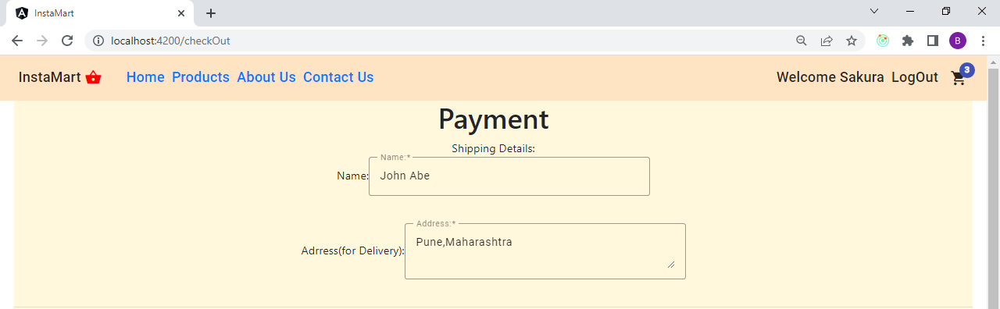 InstaMart
localhost:4200/checkOut
B
InstaMart Home Products About Us Contact Us Welcome Sakura LogOut 3
Payment
Shipping Details:
Name:*
Name: John Abe
Address:*
Adrress(for Delivery): Pune,Maharashtra